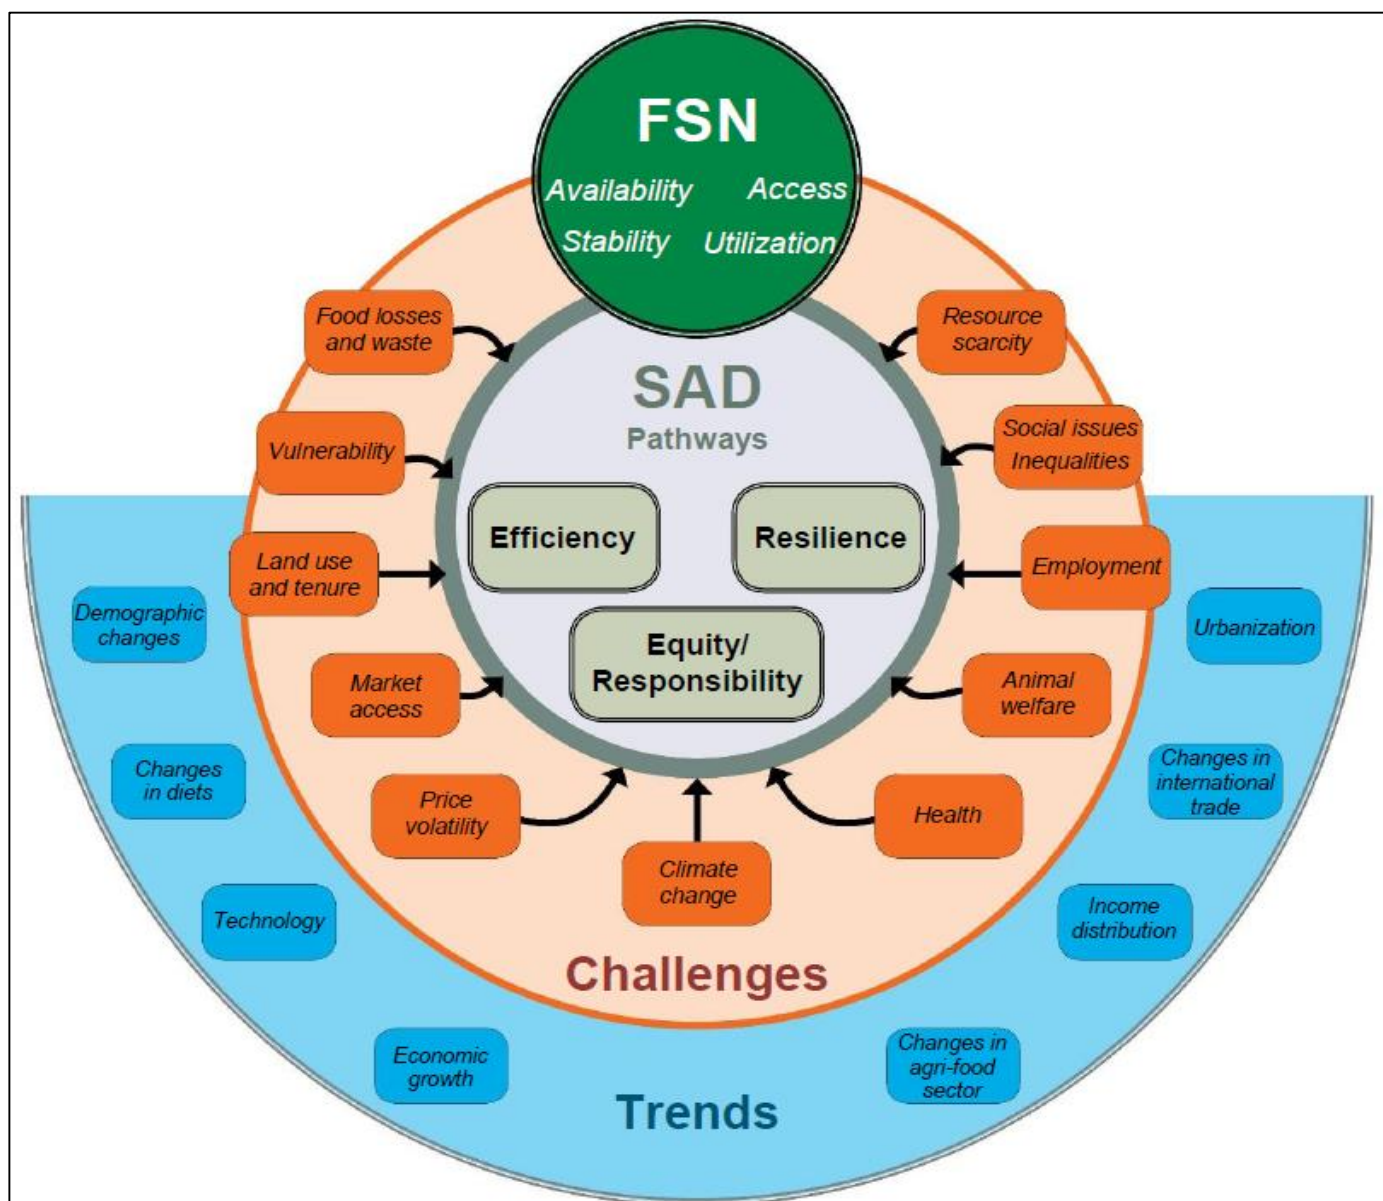 FSN
Availability Access
Stability Utilization
Food losses
and waste
Resource
scarcity
SAD
Pathways
Vulnerability
Social issues
Inequalities
Efficiency
Resilience
Land use
and tenure
Employment
Demographic
changes
Urbanization
Equity/
Responsibility
Market
access
Animal
welfare
Changes
in diets
Changes in
international
trade
Price
volatility
Health
Climate
change
Technology
Income
distribution
Challenges
Economic
growth
Changes in
agri-food
sector
Trends